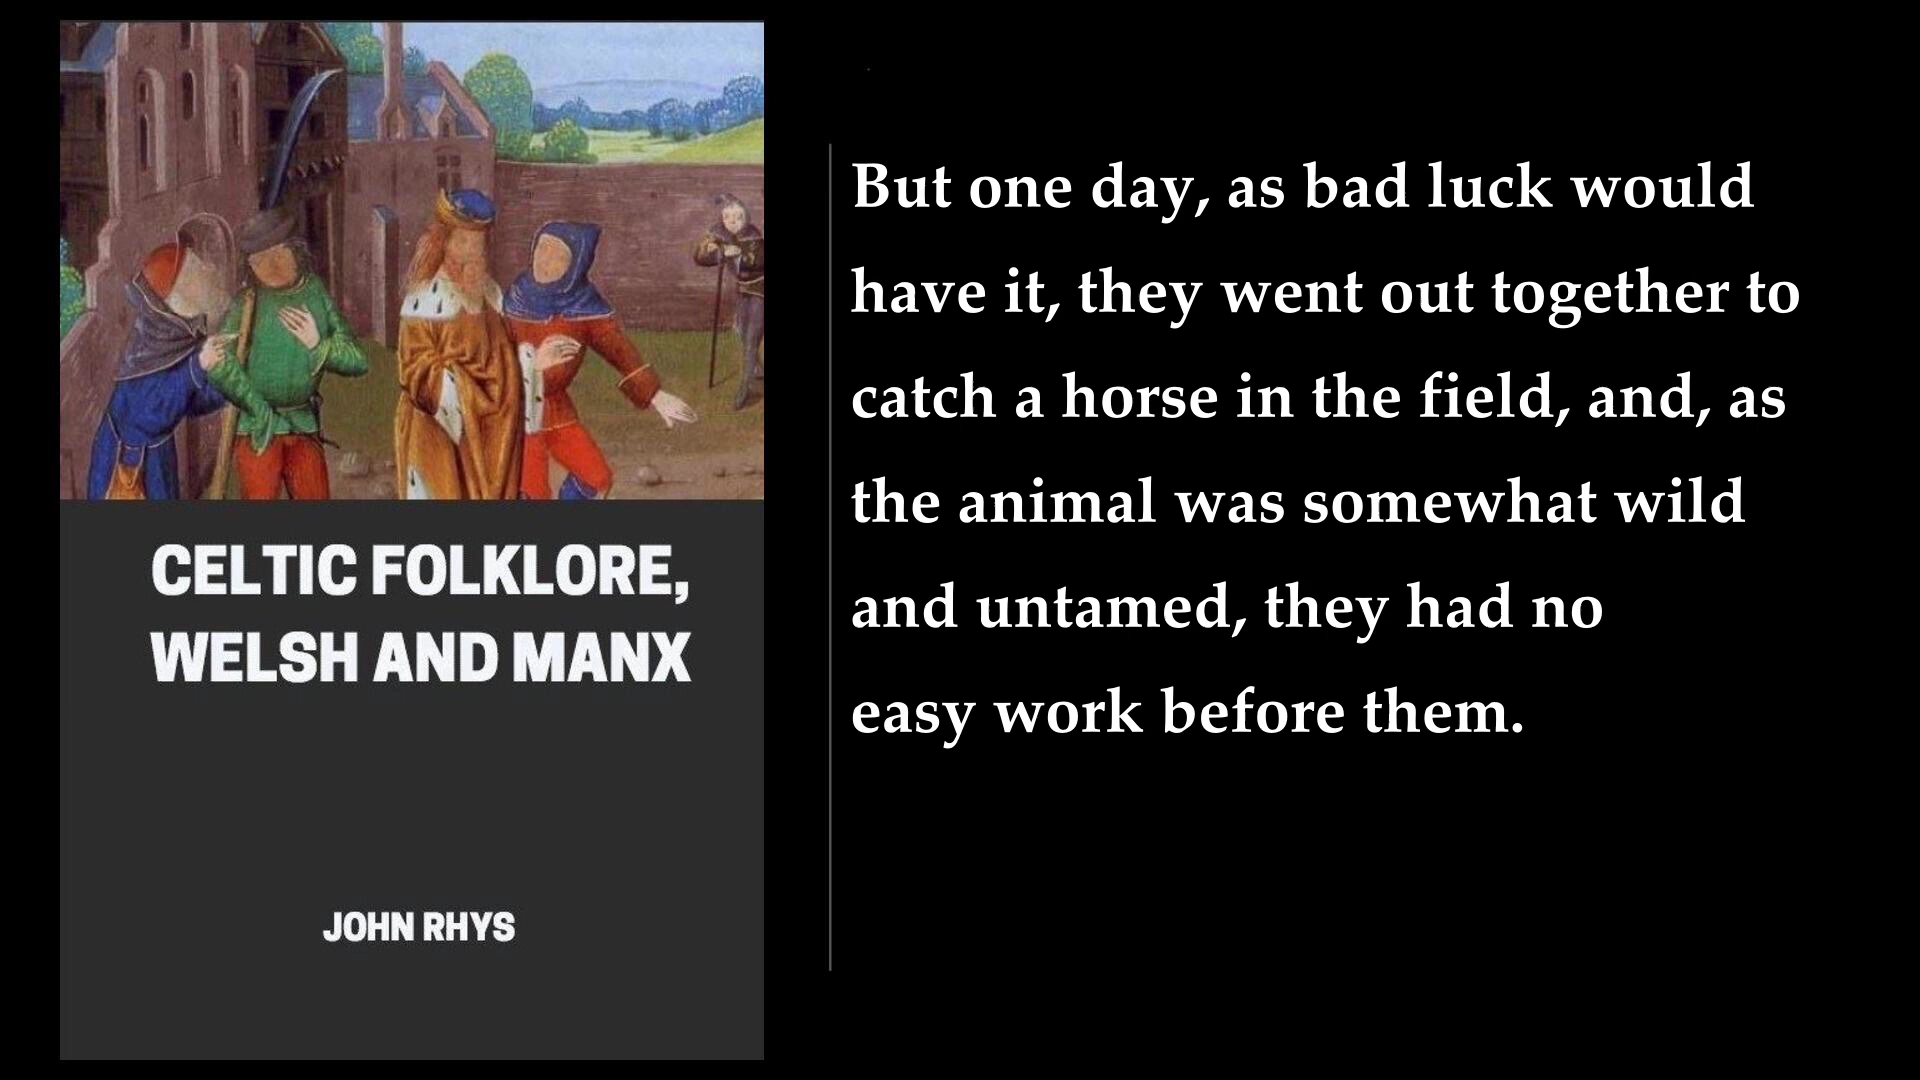 CELTIC FOLKLORE,
WELSH AND MANX
JOHN RHYS
But one day, as bad luck would
have it, they went out together to
catch a horse in the field, and, as
the animal was somewhat wild
and untamed, they had no
easy work before them.